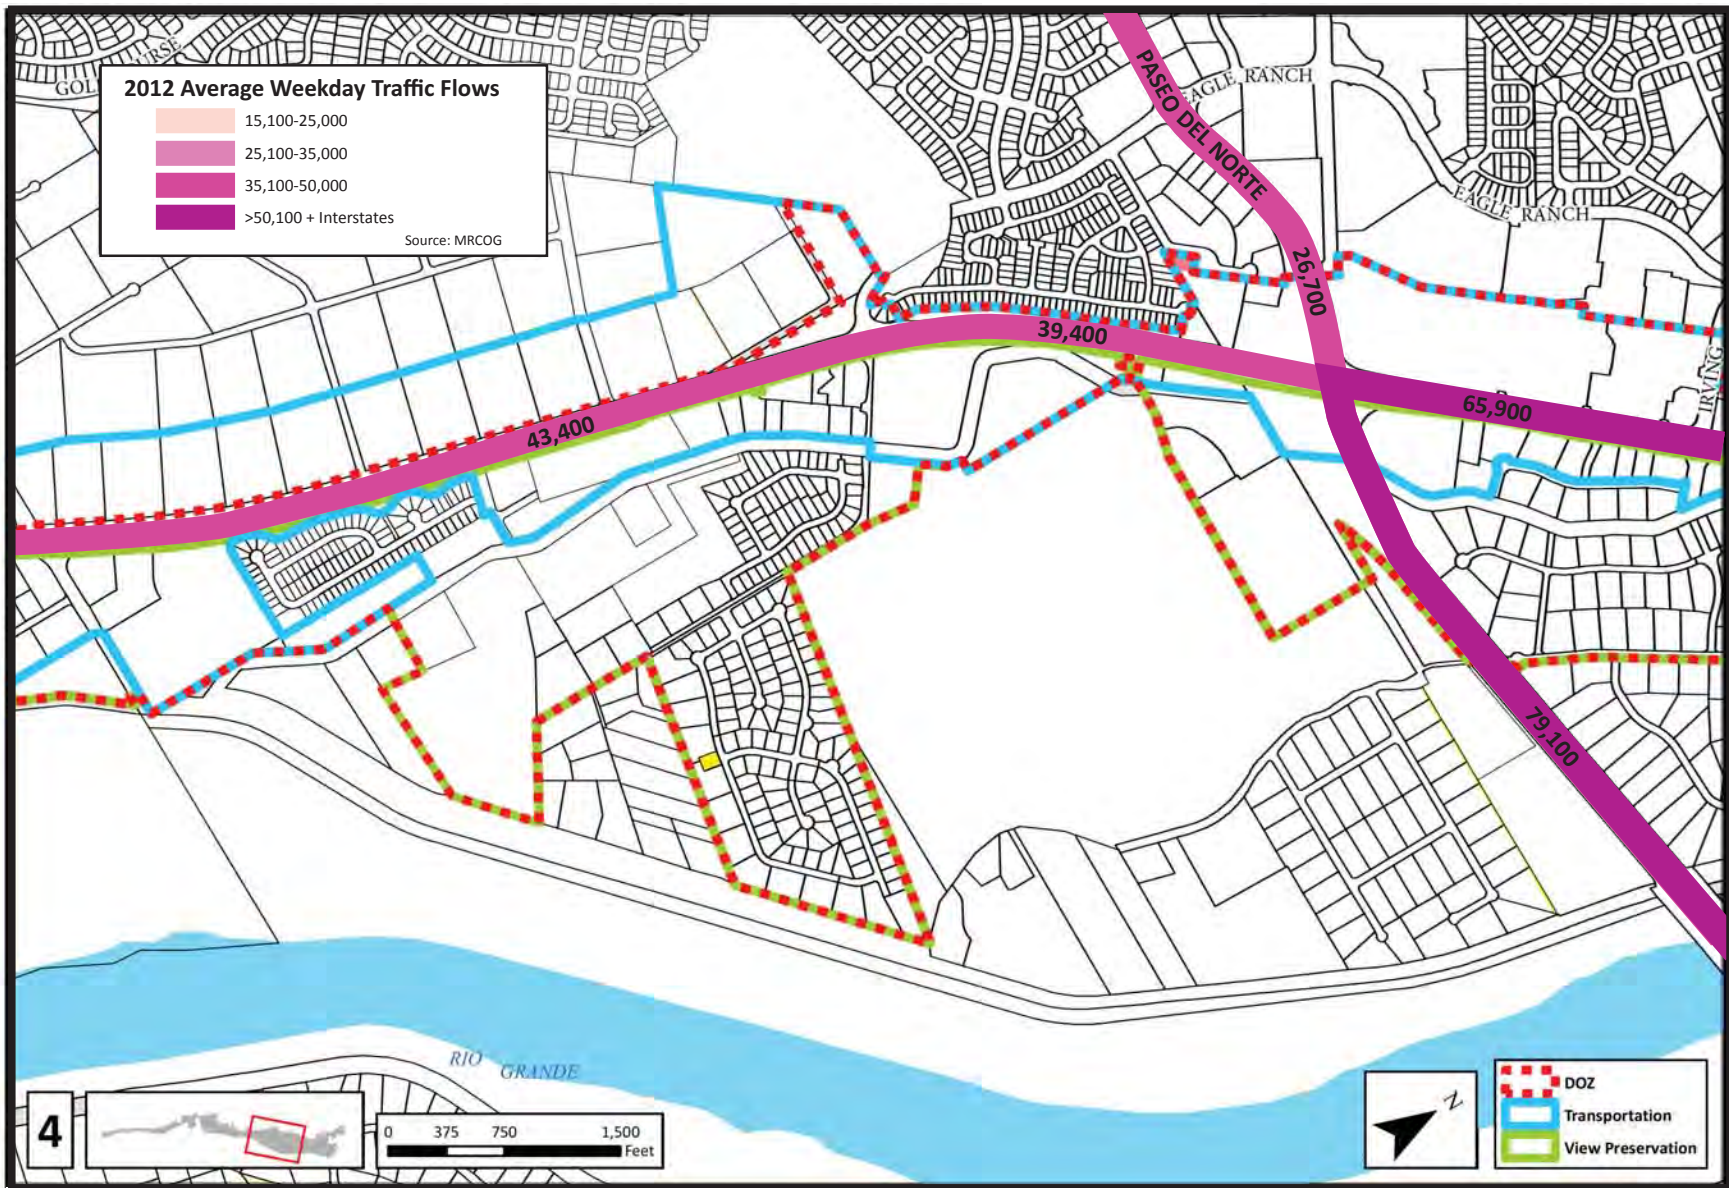 2012 Average Weekday Traffic Flows
15,100-25,000
25,100-35,000
35,100-50,000
>50,100 + Interstates
Source: MRCOG
PASEO DEL NORTE
EAGLE RANCH
EAGLE RANCH
26,700
39,400
IRVING
65,900
43,400
79,100
RIO GRANDE
4
0 375 750 1,500
Feet
N
DOZ
Transportation
View Preservation